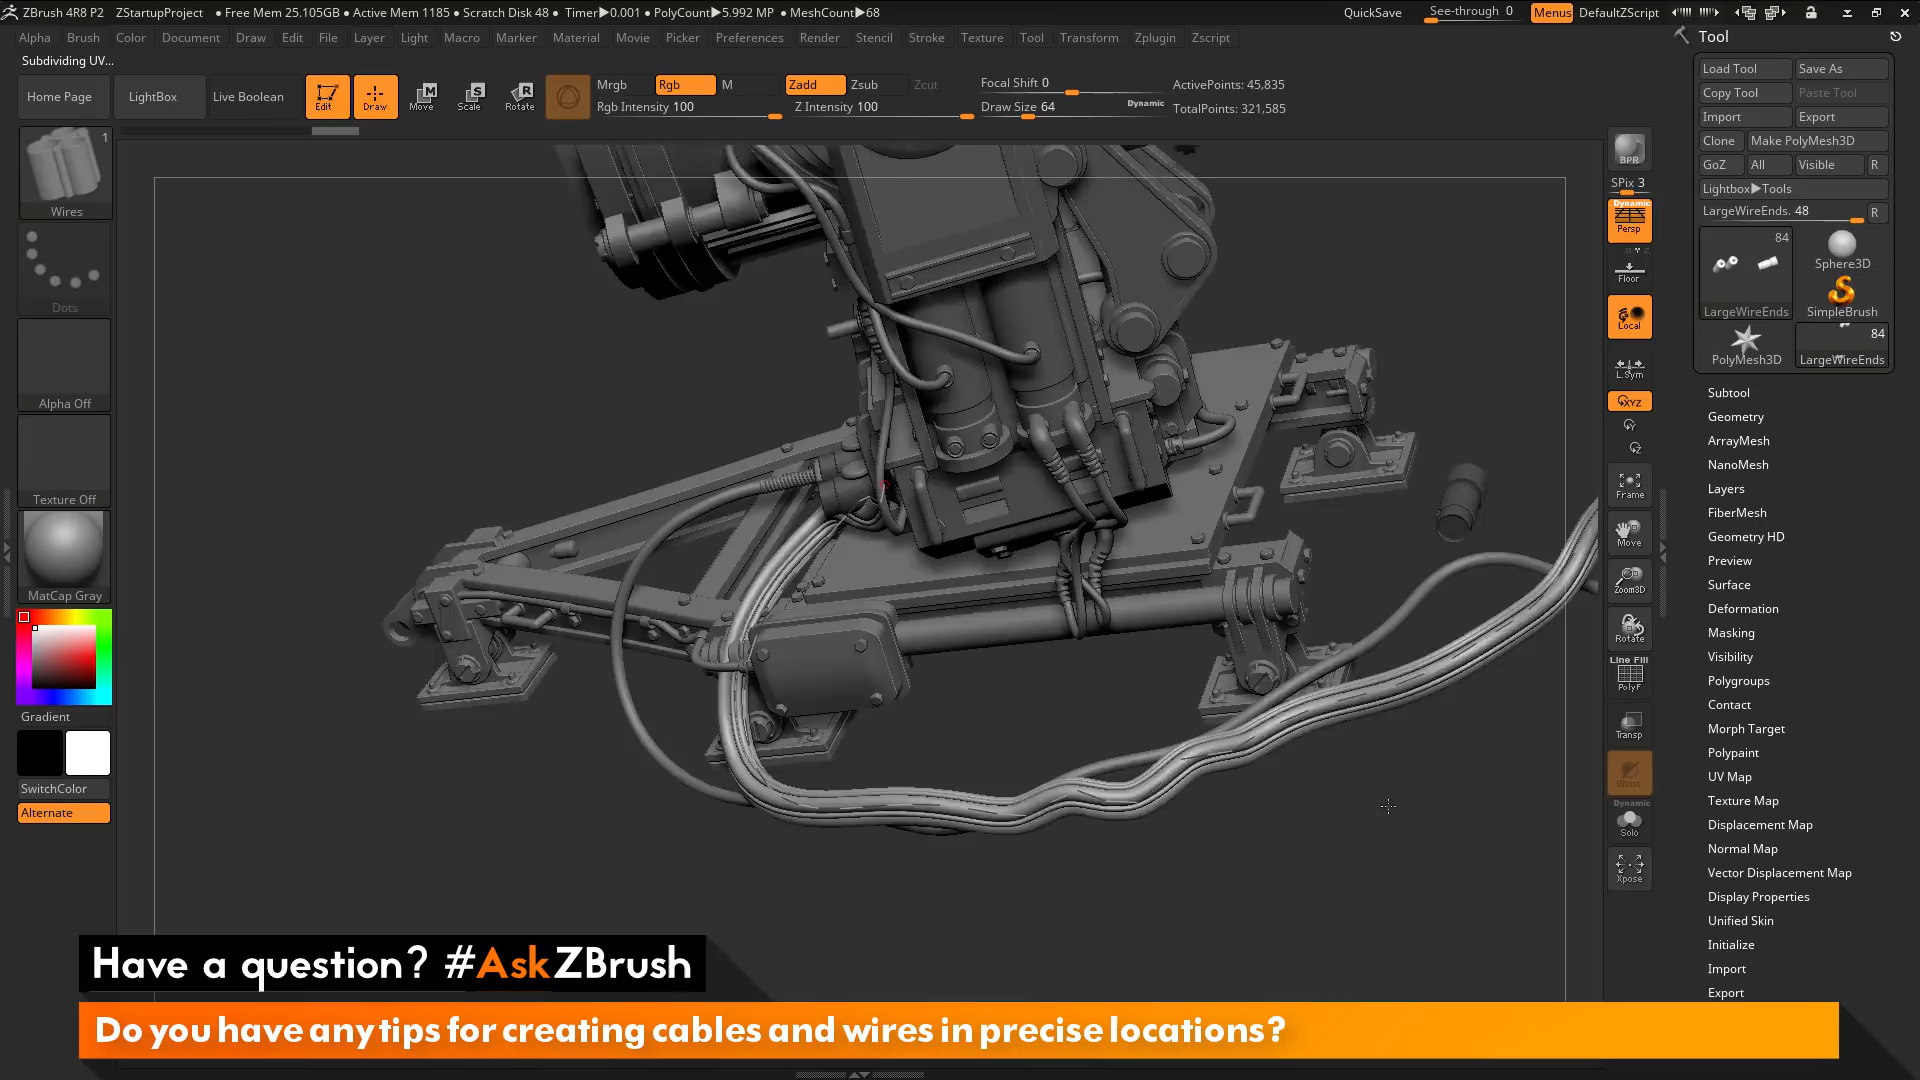 ZBrush 4R8 P2 ZStartupProject ● Free Mem 25.105GB ● Active Mem 1185 ● Scratch Disk 48 ● Timer▶0.001 ● PolyCount▶5.992 MP ● MeshCount▶68 QuickSave See-through 0 Menus DefaultZScript
Alpha Brush Color Document Draw Edit File Layer Light Macro Marker Material Movie Picker Preferences Render Stencil Stroke Texture Tool Transform Zplugin Zscript
Subdividing UV...
Home Page LightBox Live Boolean Edit Draw Move Scale Rotate
Mrgb Rgb M Zadd Zsub Zcut Focal Shift 0 ActivePoints: 45,835
Rgb Intensity 100 Z Intensity 100 Draw Size 64 Dynamic TotalPoints: 321,585
1
Wires
Dots
Alpha Off
Texture Off
MatCap Gray
Gradient
SwitchColor
Alternate
BPR
SPix 3
Dynamic
Persp
Floor
Local
L.Sym
XYZ
Y
Z
Frame
Move
Zoom3D
Rotate
Line Fill
PolyF
Transp
Ghost
Dynamic
Solo
Xpose
Tool
Load Tool Save As
Copy Tool Paste Tool
Import Export
Clone Make PolyMesh3D
GoZ All Visible R
Lightbox▶Tools
LargeWireEnds. 48 R
84
Sphere3D
LargeWireEnds SimpleBrush
84
PolyMesh3D LargeWireEnds
Subtool
Geometry
ArrayMesh
NanoMesh
Layers
FiberMesh
Geometry HD
Preview
Surface
Deformation
Masking
Visibility
Polygroups
Contact
Morph Target
Polypaint
UV Map
Texture Map
Displacement Map
Normal Map
Vector Displacement Map
Display Properties
Unified Skin
Initialize
Import
Export
Have a question? #AskZBrush
Do you have any tips for creating cables and wires in precise locations?